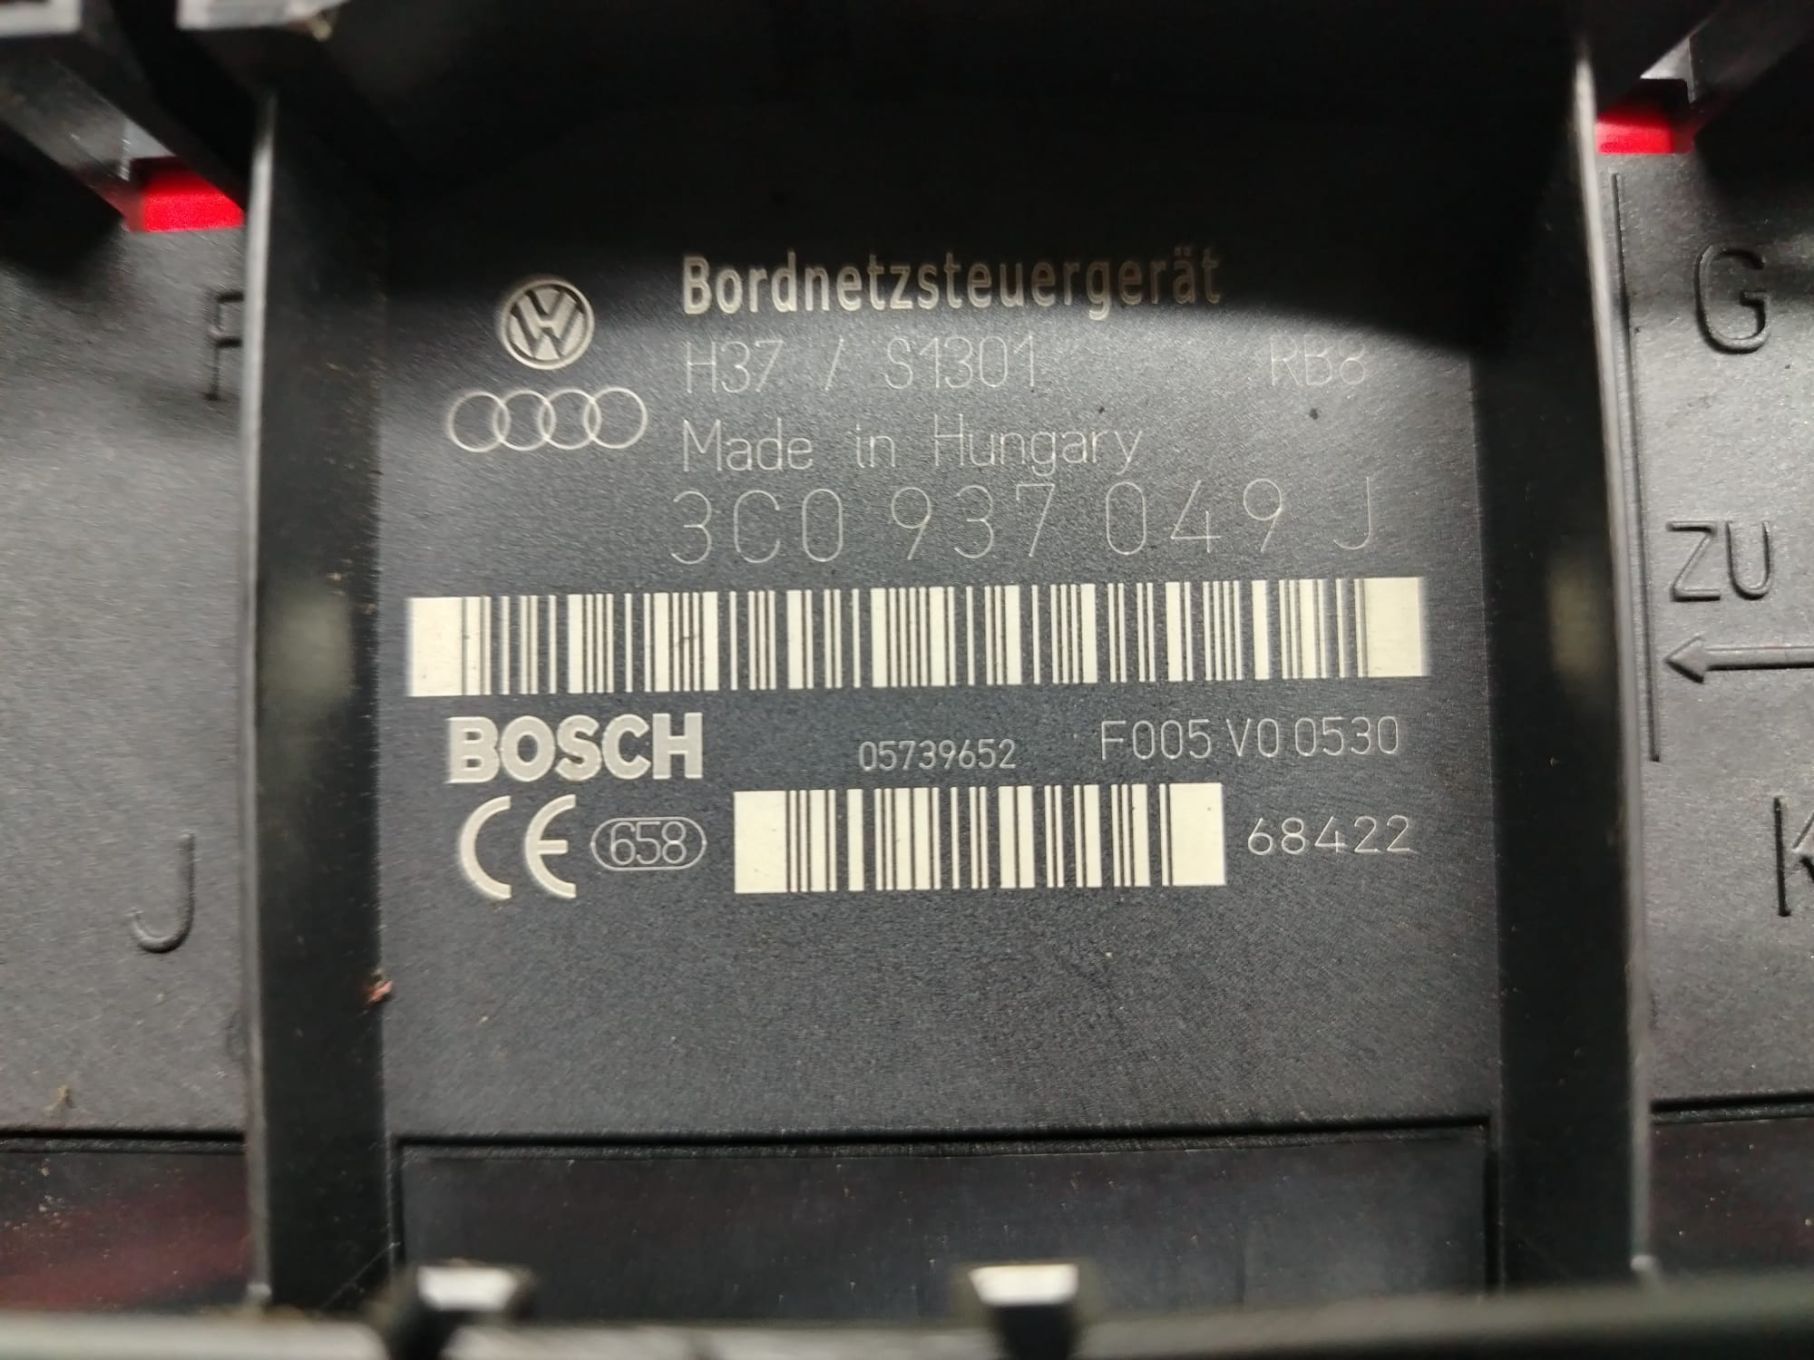 Bordnetzsteuergerät
H37 / S1301 RB8
Made in Hungary
3C0 937 049 J
BOSCH 05739652 F005 V0 0530
CE 658 68422
F
G
ZU
J
K